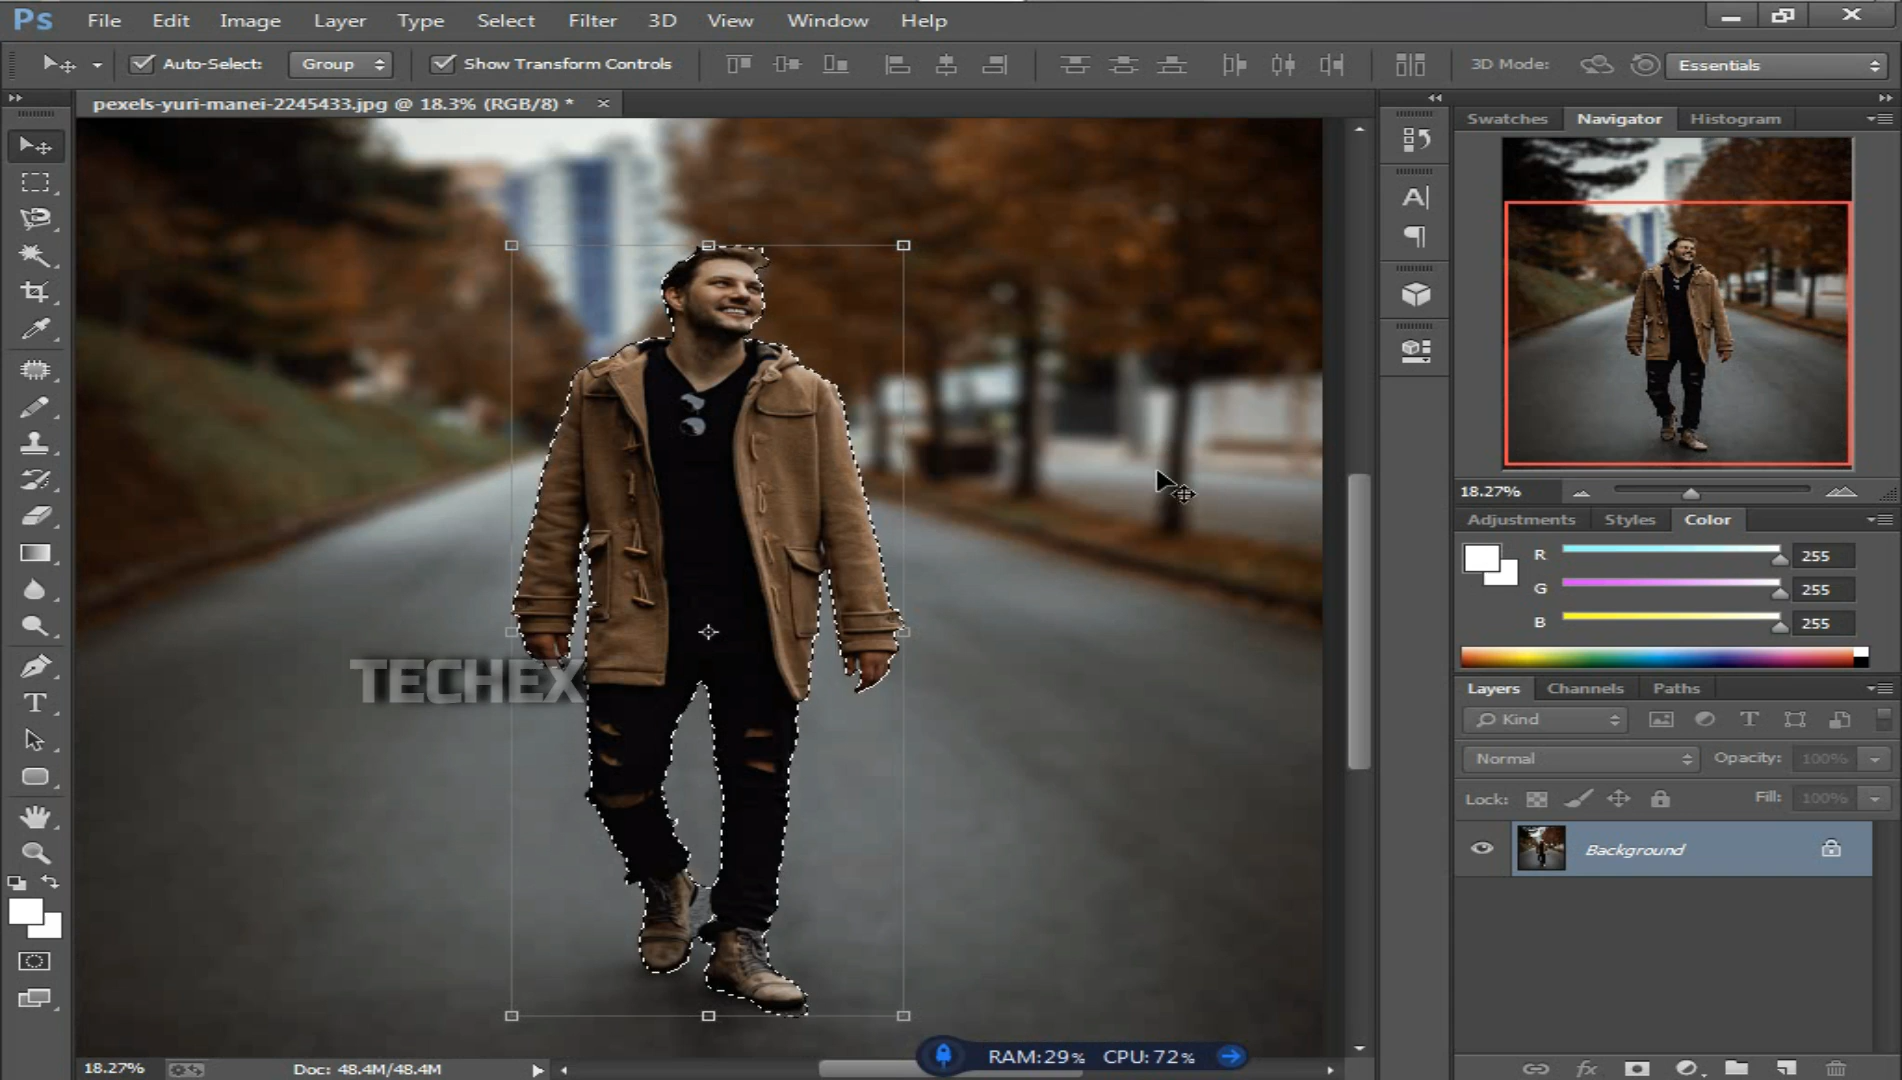 Ps File Edit Image Layer Type Select Filter 3D View Window Help
Auto-Select: Group Show Transform Controls 3D Mode: Essentials
pexels-yuri-manei-2245433.jpg @ 18.3% (RGB/8) *
Swatches Navigator Histogram
18.27%
Adjustments Styles Color
R 255
G 255
B 255
TECHEX
Layers Channels Paths
Kind
Normal Opacity: 100%
Lock: Fill: 100%
Background
18.27% Doc: 48.4M/48.4M
RAM:29% CPU:72%